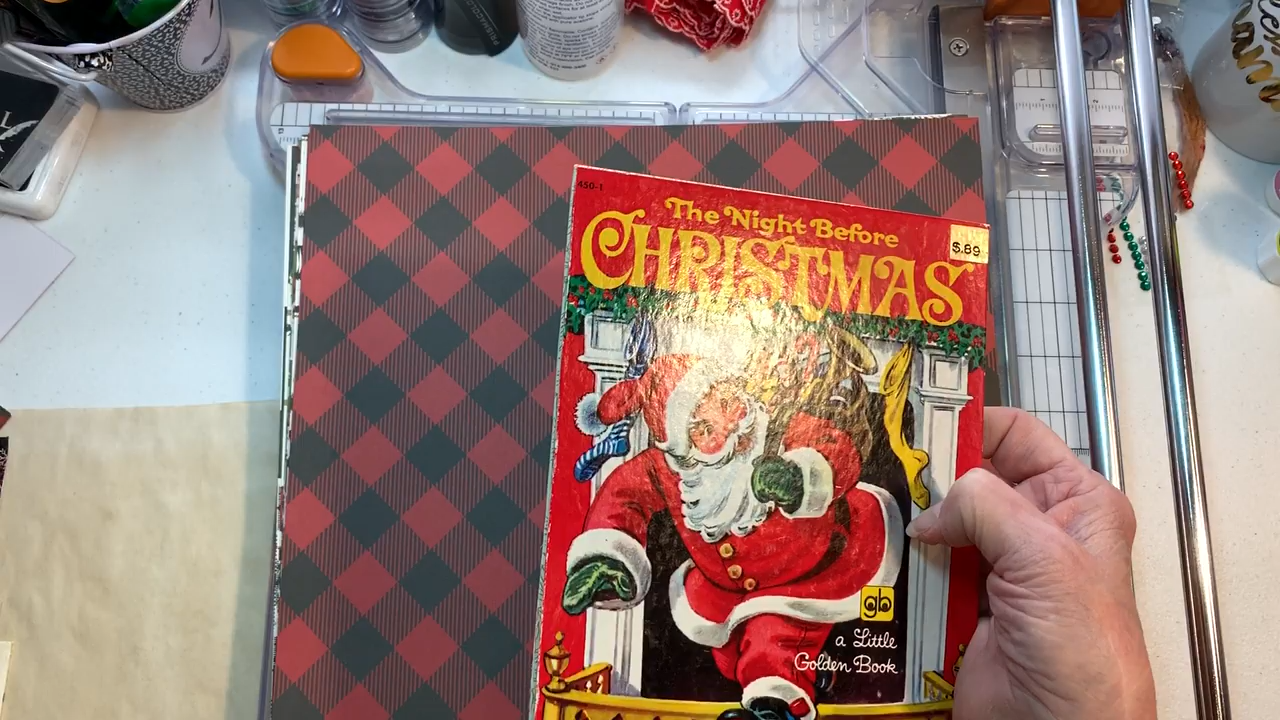 450-1
The Night Before
CHRISTMAS
$.89
gb
a Little
Golden Book